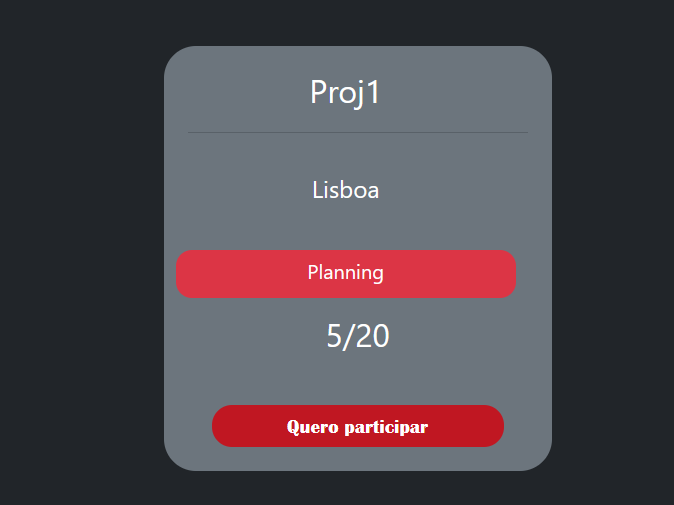 Proj1
Lisboa
Planning
5/20
Quero participar